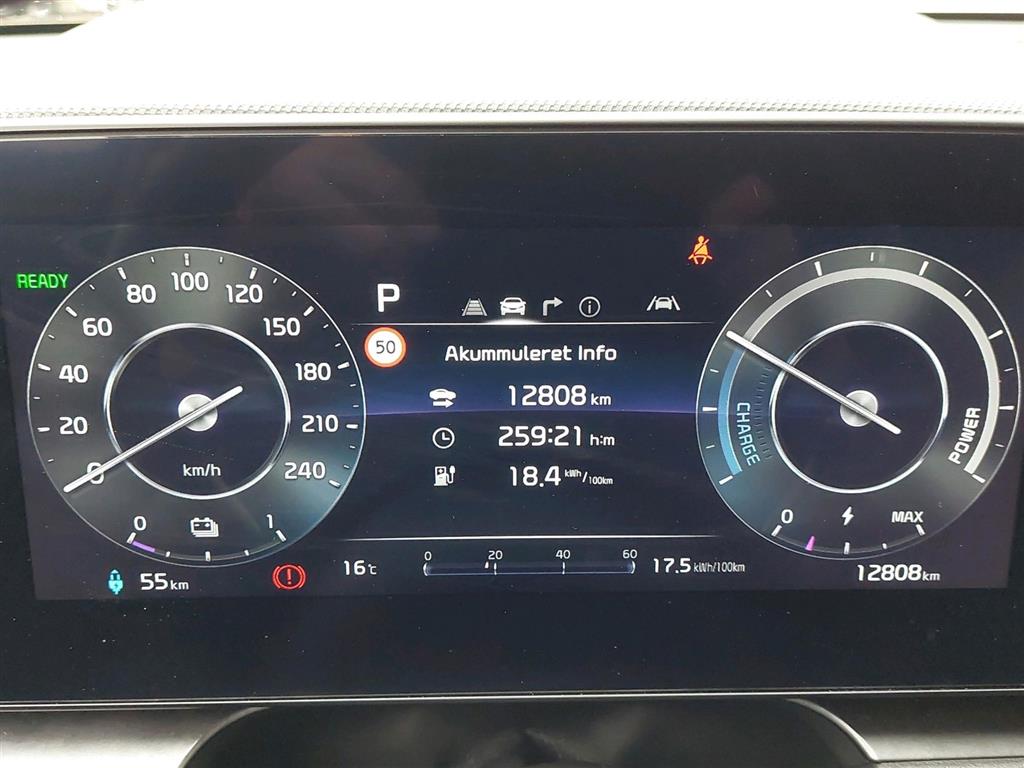 READY
0
20
40
60
80
100
120
150
180
210
240
km/h
0
1
55 km
P
50
Akummuleret Info
12808 km
259:21 h:m
18.4 kWh/100km
16°C
0 20 40 60
17.5 kWh/100km
CHARGE
POWER
0
MAX
12808 km